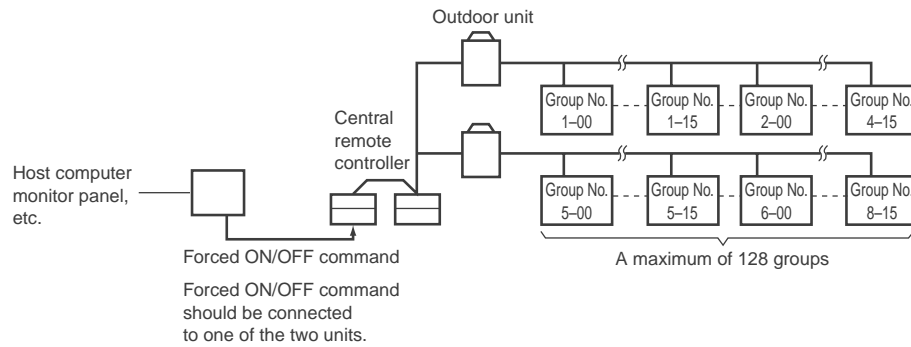 Outdoor unit
Group No.
1–00
Group No.
1–15
Group No.
2–00
Group No.
4–15
Central
remote
controller
Host computer
monitor panel,
etc.
Group No.
5–00
Group No.
5–15
Group No.
6–00
Group No.
8–15
Forced ON/OFF command
A maximum of 128 groups
Forced ON/OFF command
should be connected
to one of the two units.